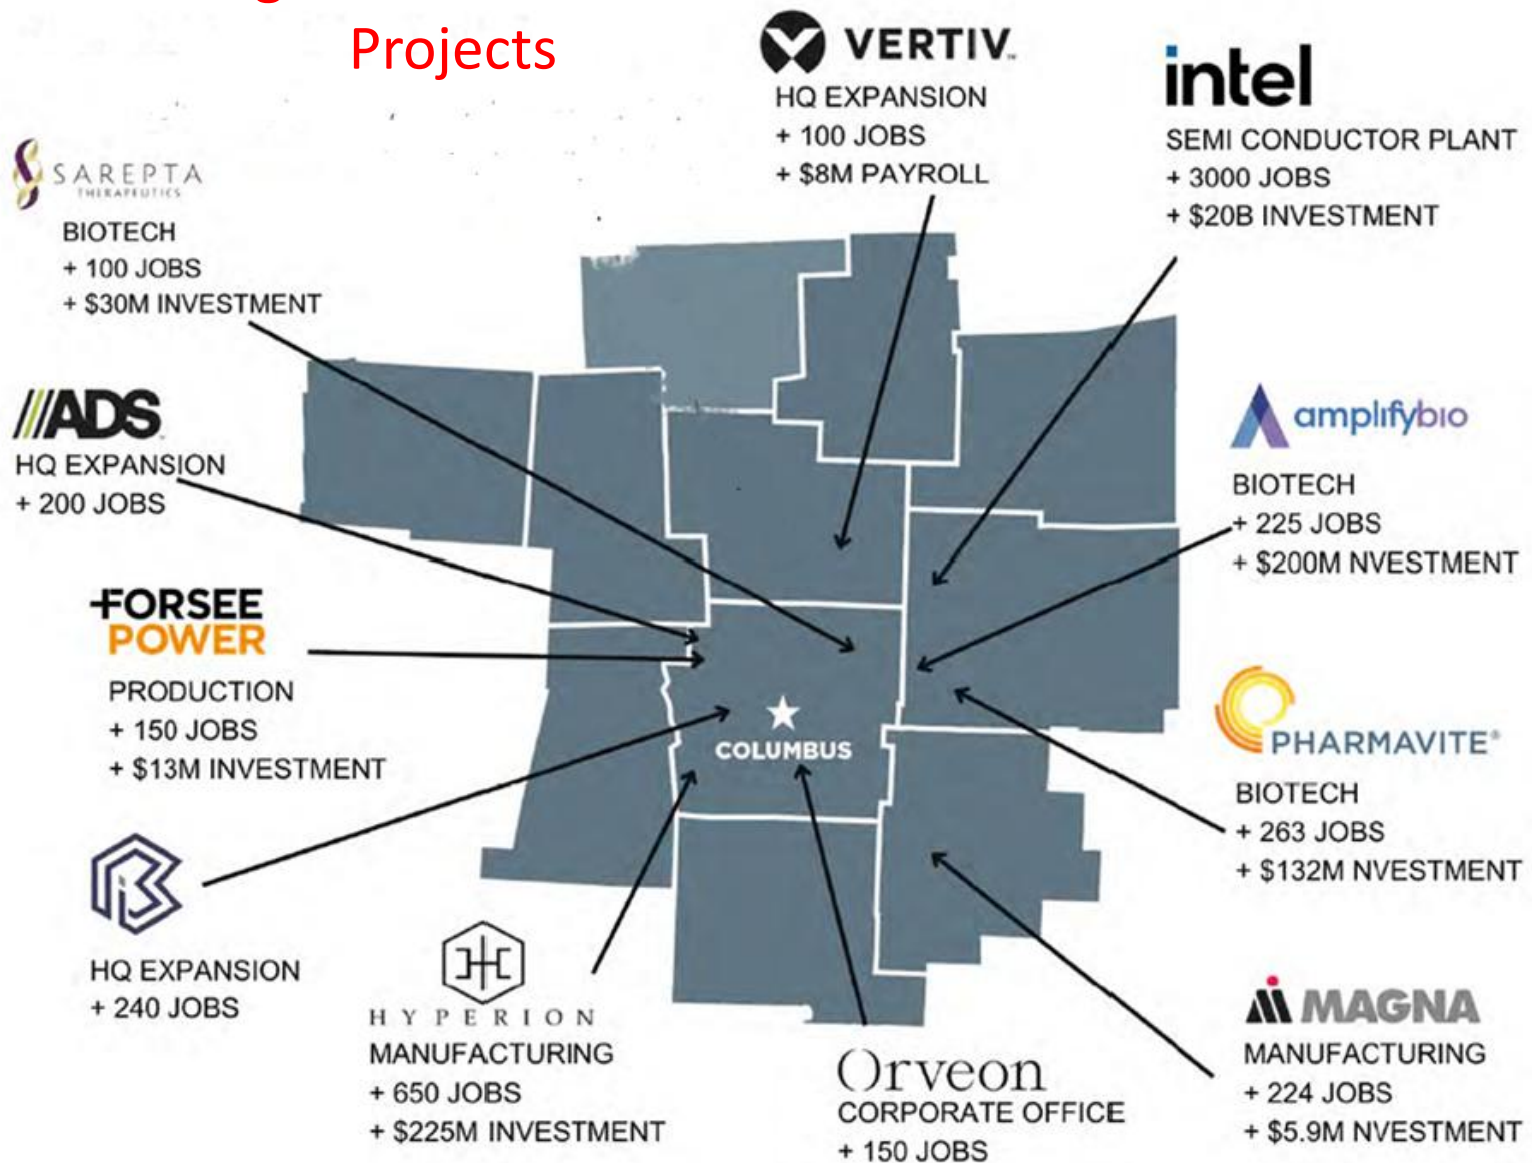 Projects
VERTIV™
HQ EXPANSION
+ 100 JOBS
+ $8M PAYROLL
intel
SEMI CONDUCTOR PLANT
+ 3000 JOBS
+ $20B INVESTMENT
SAREPTA
THERAPEUTICS
BIOTECH
+ 100 JOBS
+ $30M INVESTMENT
ADS
HQ EXPANSION
+ 200 JOBS
amplifybio
BIOTECH
+ 225 JOBS
+ $200M NVESTMENT
FORSEE
POWER
PRODUCTION
+ 150 JOBS
+ $13M INVESTMENT
COLUMBUS
PHARMAVITE®
BIOTECH
+ 263 JOBS
+ $132M NVESTMENT
HQ EXPANSION
+ 240 JOBS
HYPERION
MANUFACTURING
+ 650 JOBS
+ $225M INVESTMENT
Orveon
CORPORATE OFFICE
+ 150 JOBS
MAGNA
MANUFACTURING
+ 224 JOBS
+ $5.9M NVESTMENT